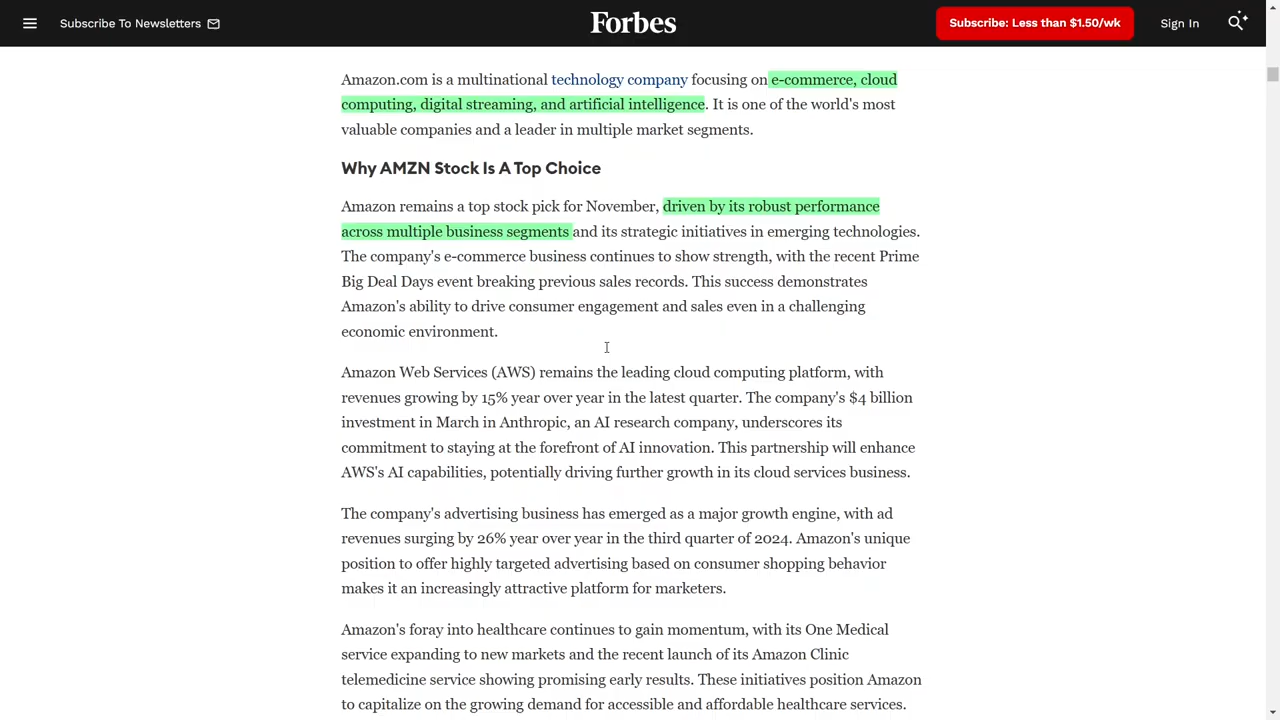 Subscribe To Newsletters
Forbes
Subscribe: Less than $1.50/wk
Sign In
Amazon.com is a multinational technology company focusing on e-commerce, cloud
computing, digital streaming, and artificial intelligence. It is one of the world's most
valuable companies and a leader in multiple market segments.
Why AMZN Stock Is A Top Choice
Amazon remains a top stock pick for November, driven by its robust performance
across multiple business segments and its strategic initiatives in emerging technologies.
The company's e-commerce business continues to show strength, with the recent Prime
Big Deal Days event breaking previous sales records. This success demonstrates
Amazon's ability to drive consumer engagement and sales even in a challenging
economic environment.
Amazon Web Services (AWS) remains the leading cloud computing platform, with
revenues growing by 15% year over year in the latest quarter. The company's $4 billion
investment in March in Anthropic, an AI research company, underscores its
commitment to staying at the forefront of AI innovation. This partnership will enhance
AWS's AI capabilities, potentially driving further growth in its cloud services business.
The company's advertising business has emerged as a major growth engine, with ad
revenues surging by 26% year over year in the third quarter of 2024. Amazon's unique
position to offer highly targeted advertising based on consumer shopping behavior
makes it an increasingly attractive platform for marketers.
Amazon's foray into healthcare continues to gain momentum, with its One Medical
service expanding to new markets and the recent launch of its Amazon Clinic
telemedicine service showing promising early results. These initiatives position Amazon
to capitalize on the growing demand for accessible and affordable healthcare services.